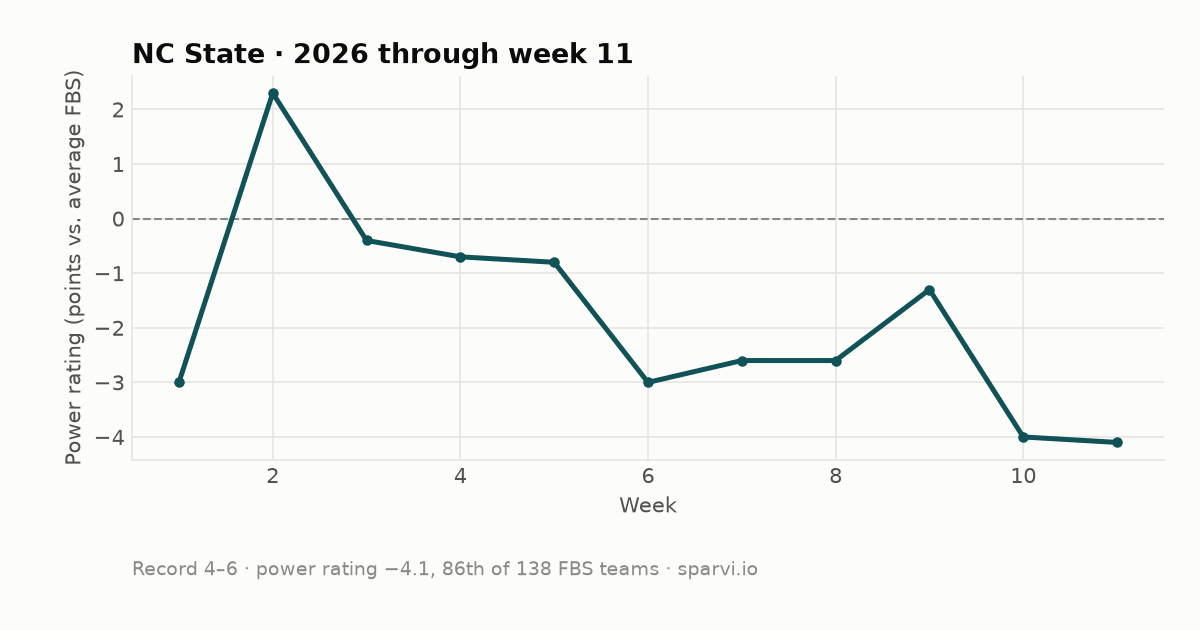 NC State · 2026 through week 11
Power rating (points vs. average FBS)
2
1
0
−1
−2
−3
−4
2 4 6 8 10
Week
Record 4–6 · power rating −4.1, 86th of 138 FBS teams · sparvi.io